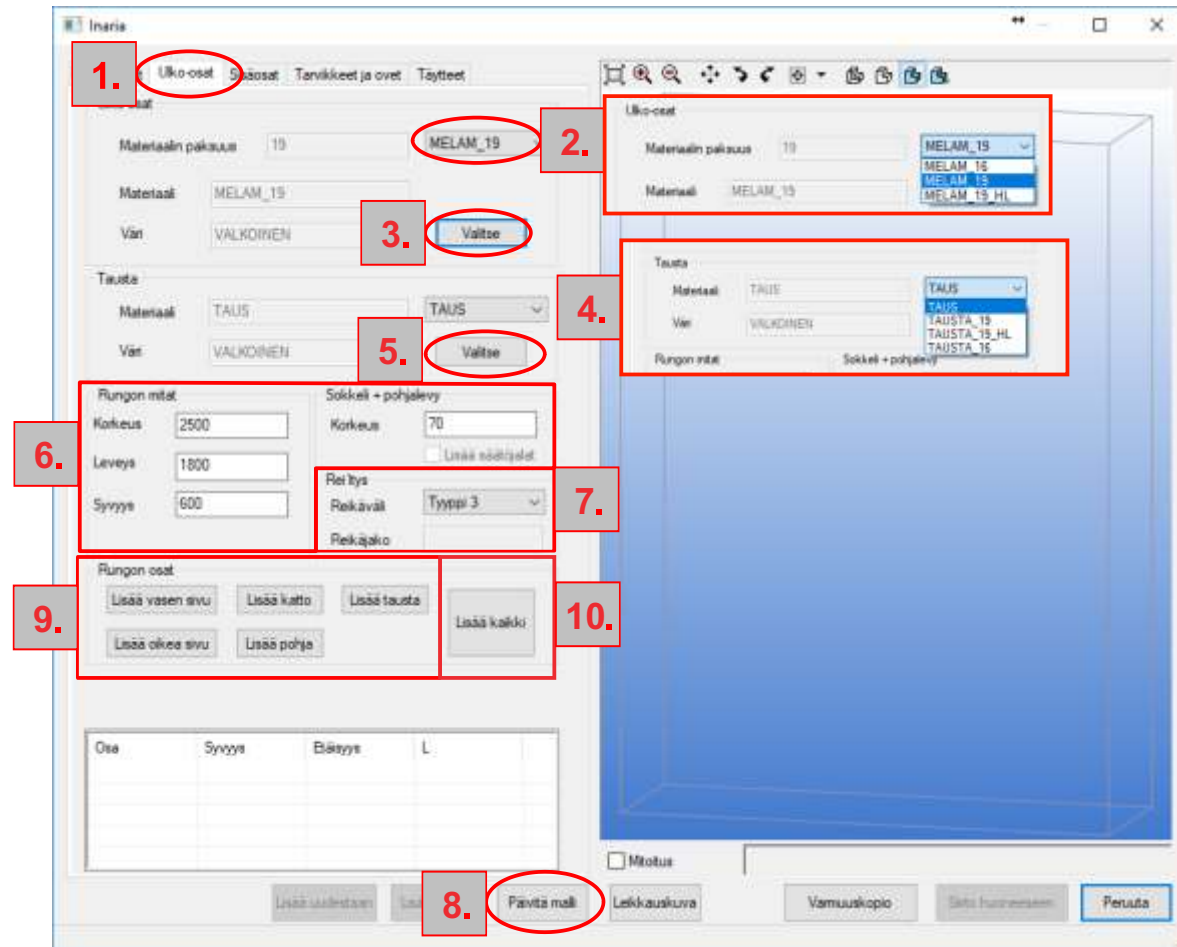 Inaria
1.
Ulko-osat Sisäosat Tarvikkeet ja ovet Täytteet
Materiaalin paksuus 19 MELAM_19
2.
Materiaali MELAM_19
Väri VALKOINEN
3.
Valitse
Tausta
Materiaali TAUS TAUS
Väri VALKOINEN
5.
Valitse
6.
Rungon mitat
Korkeus 2500
Leveys 1800
Syvyys 600
Sokkeli + pohjalevy
Korkeus 70
Lisää säätöjalat
Rei'itys
Reikäväli Tyyppi 3
Reikäjako
7.
9.
Rungon osat
Lisää vasen sivu Lisää katto Lisää tausta
Lisää oikea sivu Lisää pohja
Lisää kaikki
10.
Osa Syvyys Etäisyys L
Ulko-osat
Materiaalin paksuus 19 MELAM_19
MELAM_16
MELAM_19
MELAM_19_HL
Materiaali MELAM_19
4.
Tausta
Materiaali TAUS TAUS
TAUS
TAUSTA_19
TAUSTA_19_HL
TAUSTA_16
Väri VALKOINEN
Rungon mitat Sokkeli + pohjalevy
Mitoitus
Lisää uudestaan
8.
Päivitä malli Leikkauskuva Varmuuskopio Siirto huoneeseen Peruuta